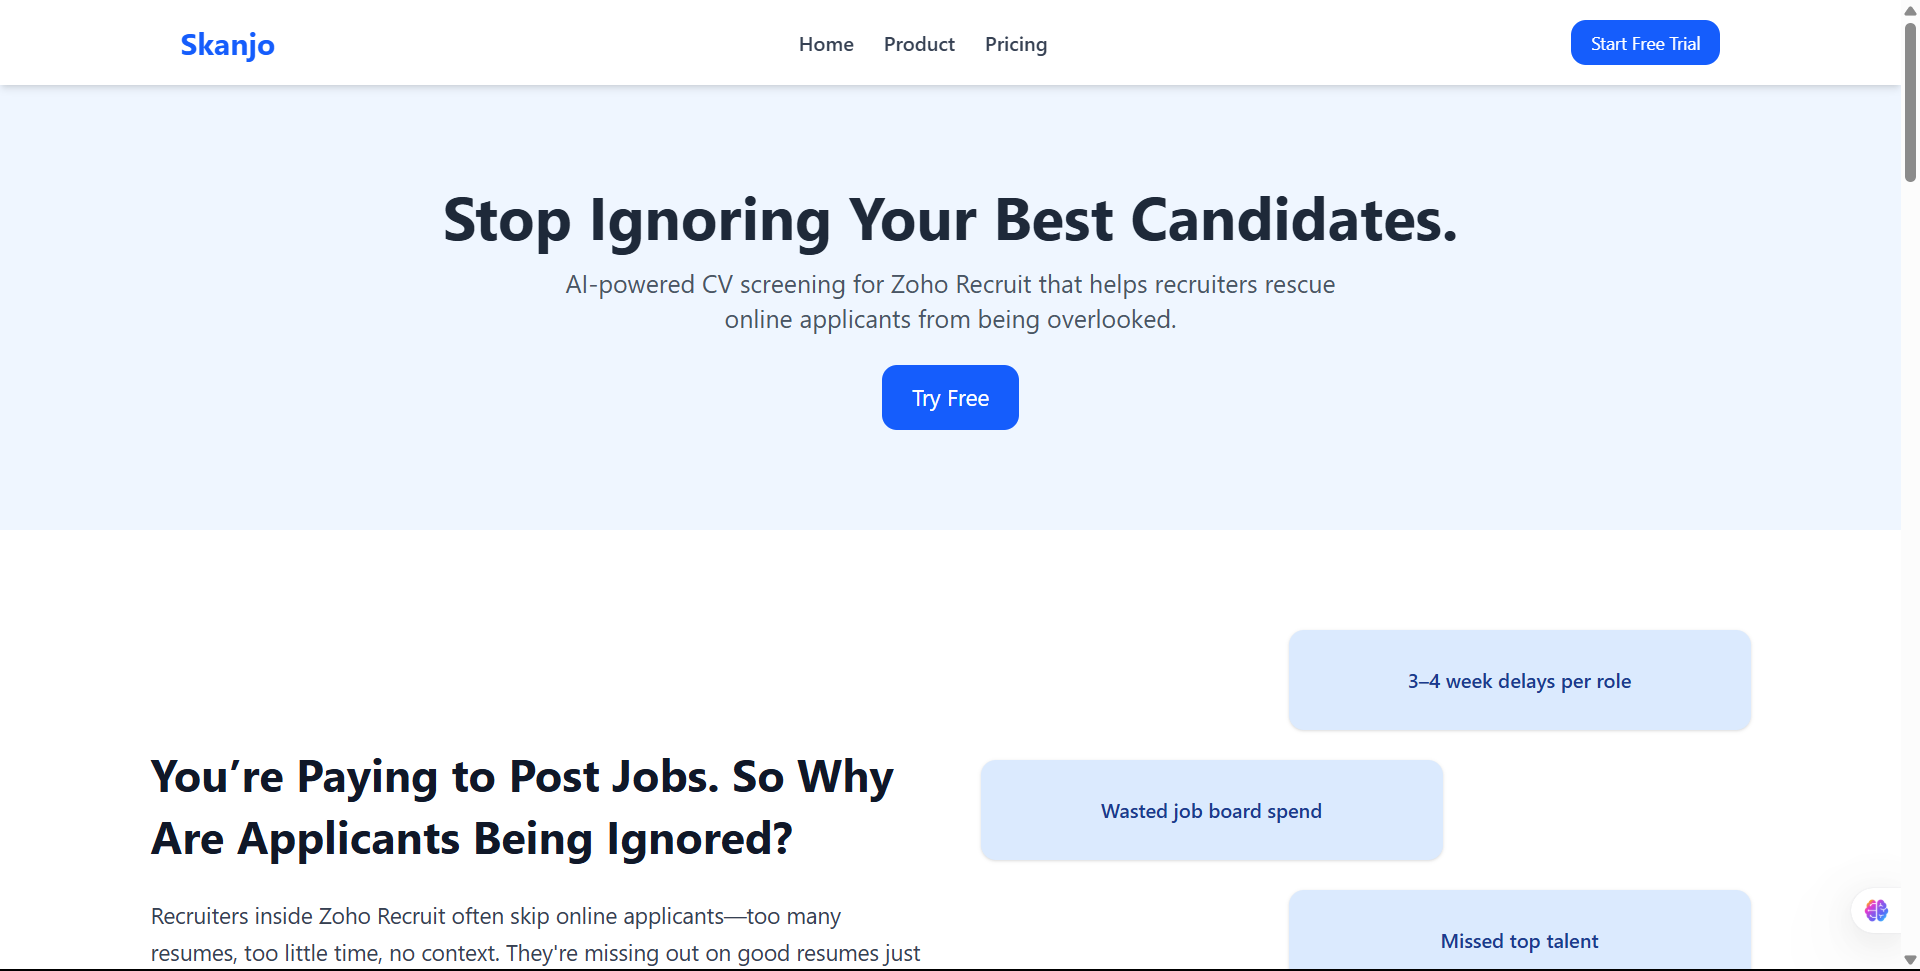 Skanjo
Home
Product
Pricing
Start Free Trial
Stop Ignoring Your Best Candidates.
AI-powered CV screening for Zoho Recruit that helps recruiters rescue
online applicants from being overlooked.
Try Free
You’re Paying to Post Jobs. So Why
Are Applicants Being Ignored?
Recruiters inside Zoho Recruit often skip online applicants—too many
resumes, too little time, no context. They're missing out on good resumes just
3–4 week delays per role
Wasted job board spend
Missed top talent